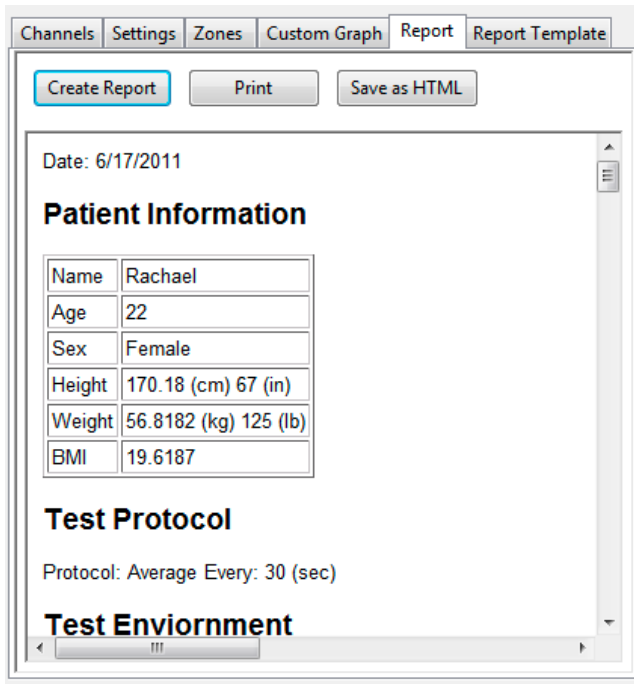 Channels Settings Zones Custom Graph Report Report Template
Create Report Print Save as HTML
Date: 6/17/2011
Patient Information
Name Rachael
Age 22
Sex Female
Height 170.18 (cm) 67 (in)
Weight 56.8182 (kg) 125 (lb)
BMI 19.6187
Test Protocol
Protocol: Average Every: 30 (sec)
Test Enviornment